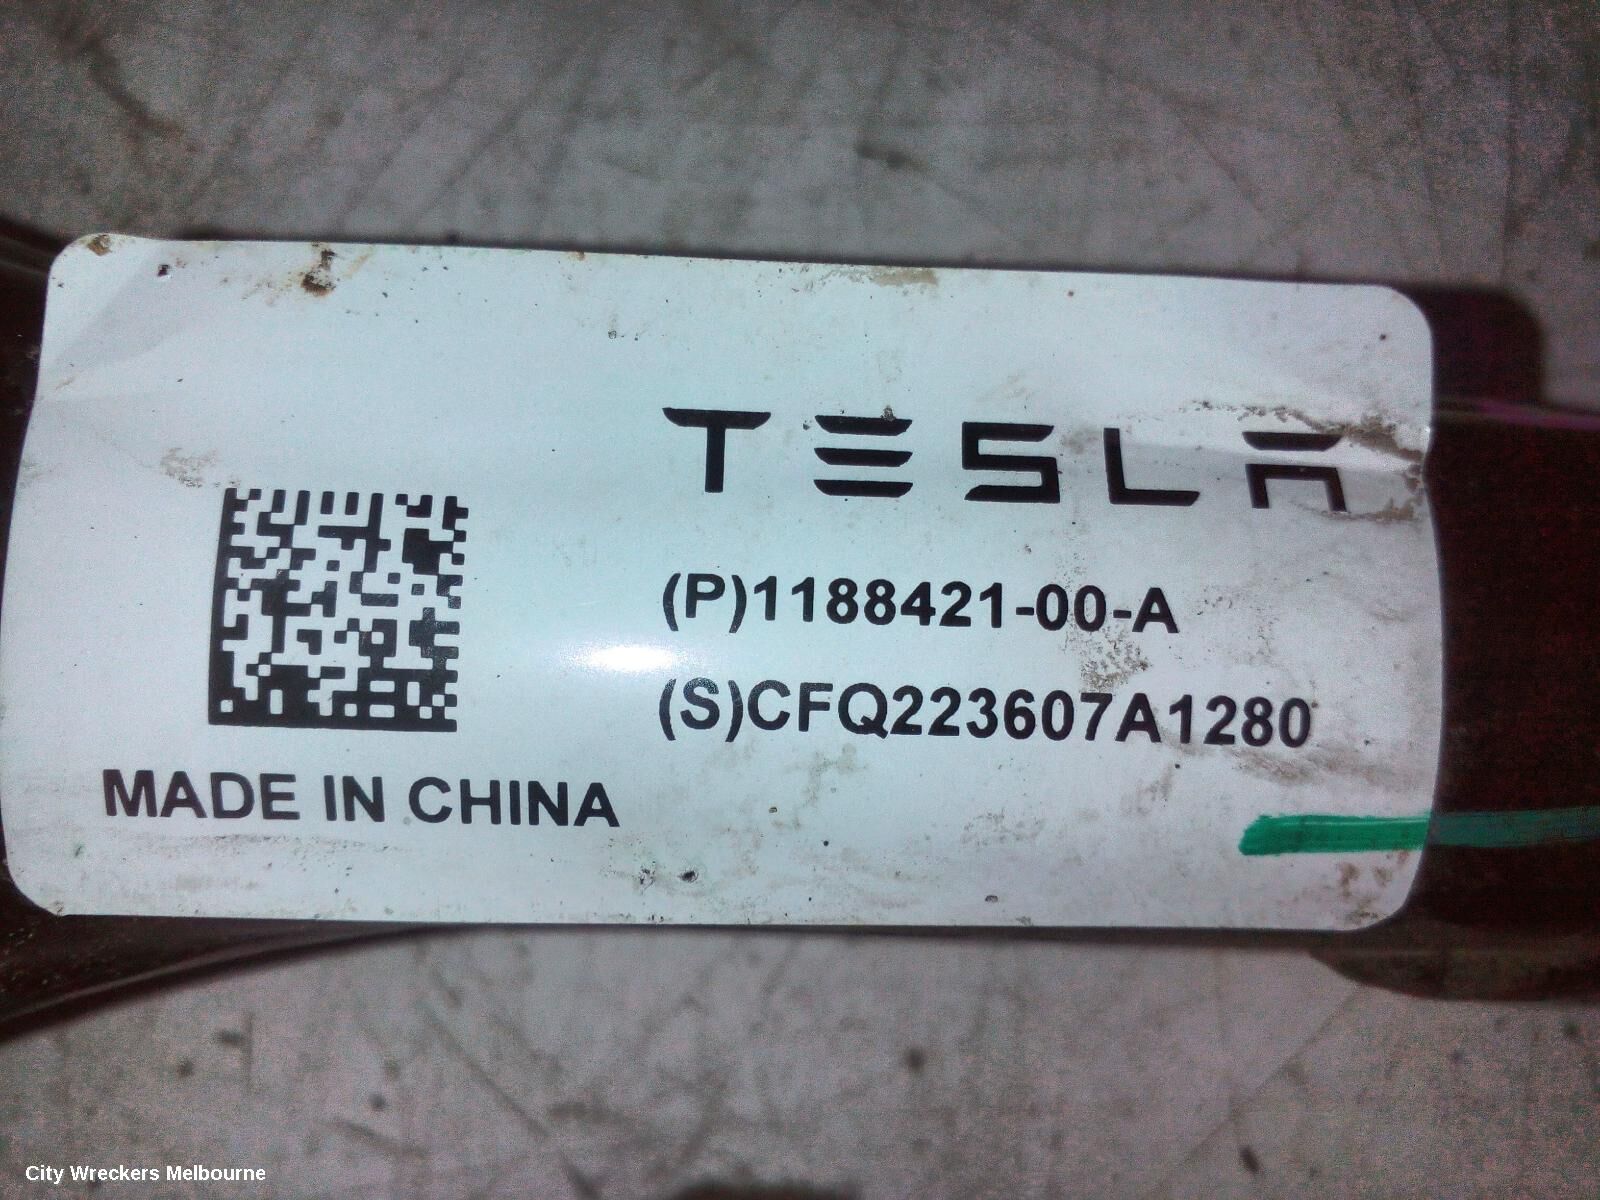 TESLA
(P)1188421-00-A
(S)CFQ223607A1280
MADE IN CHINA
City Wreckers Melbourne